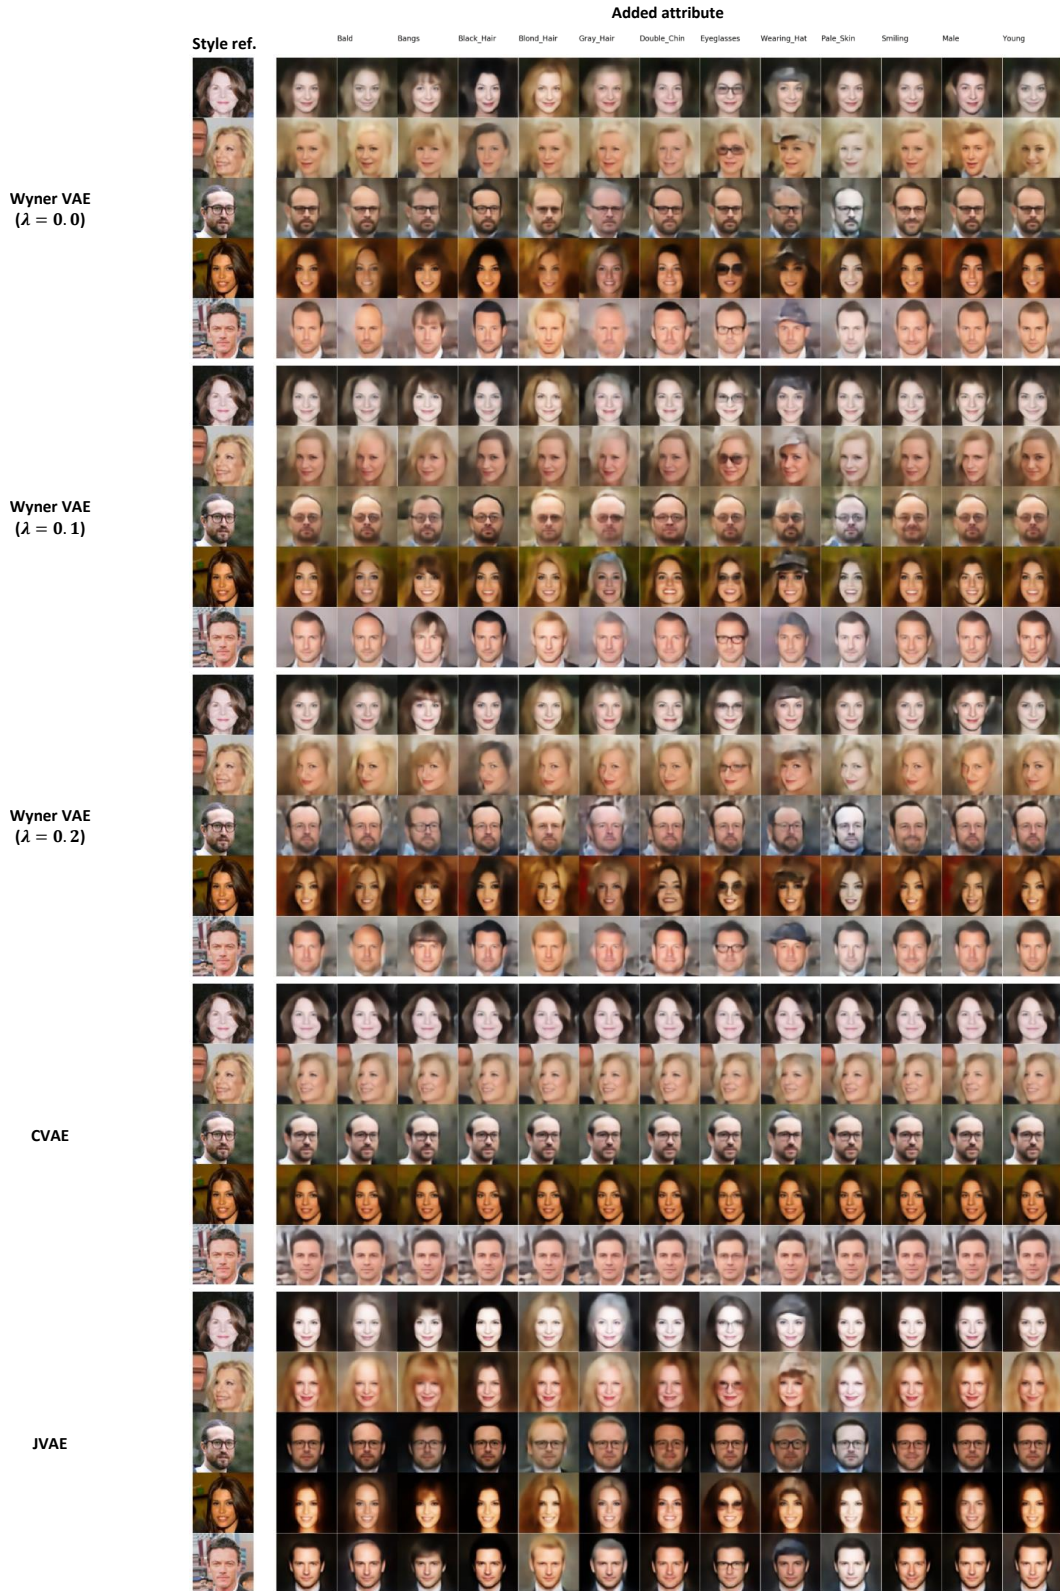 Added attribute
Style ref.
Bald Bangs Black_Hair Blond_Hair Gray_Hair Double_Chin Eyeglasses Wearing_Hat Pale_Skin Smiling Male Young
Wyner VAE
(λ = 0.0)
Wyner VAE
(λ = 0.1)
Wyner VAE
(λ = 0.2)
CVAE
JVAE